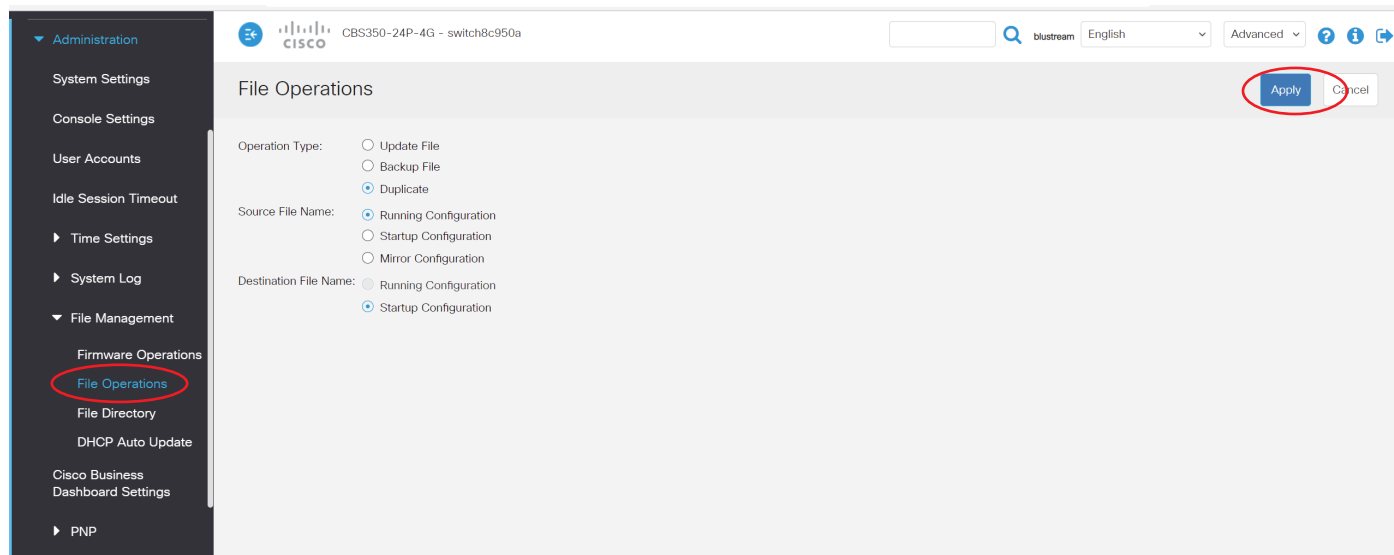 Administration
System Settings
Console Settings
User Accounts
Idle Session Timeout
Time Settings
System Log
File Management
Firmware Operations
File Operations
File Directory
DHCP Auto Update
Cisco Business
Dashboard Settings
PNP
CISCO
CBS350-24P-4G - switch8c950a
blustream
English
Advanced
File Operations
Apply
Cancel
Operation Type:
Update File
Backup File
Duplicate
Source File Name:
Running Configuration
Startup Configuration
Mirror Configuration
Destination File Name:
Running Configuration
Startup Configuration